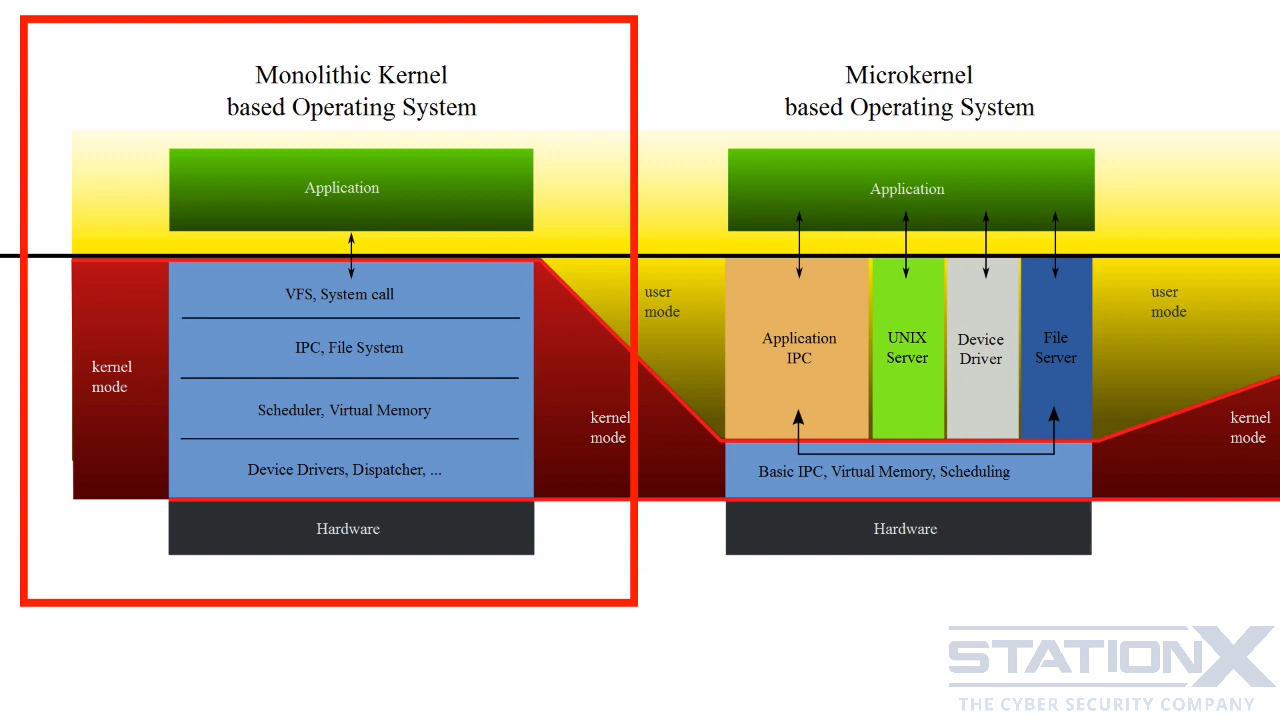 Monolithic Kernel
based Operating System
Application
VFS, System call
IPC, File System
Scheduler, Virtual Memory
Device Drivers, Dispatcher, ...
Hardware
kernel
mode
kernel
mode
user
mode
Microkernel
based Operating System
Application
Application
IPC
UNIX
Server
Device
Driver
File
Server
Basic IPC, Virtual Memory, Scheduling
Hardware
user
mode
kernel
mode
STATIONX
THE CYBER SECURITY COMPANY